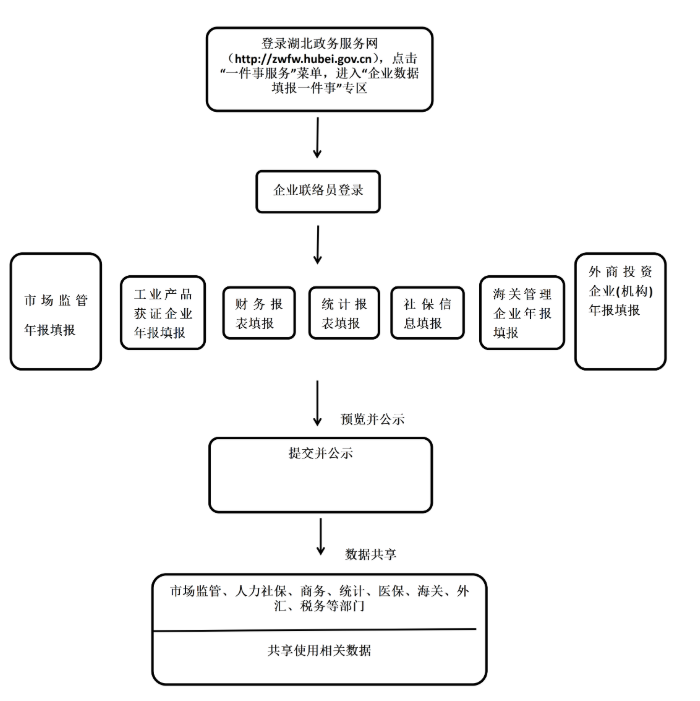 登录湖北政务服务网
（http://zwfw.hubei.gov.cn），点击
“一件事服务”菜单，进入“企业数据
填报一件事”专区
企业联络员登录
市场监管
年报填报
工业产品
获证企业
年报填报
财务报
表填报
统计报
表填报
社保信
息填报
海关管理
企业年报
填报
外商投资
企业(机构)
年报填报
预览并公示
提交并公示
数据共享
市场监管、人力社保、商务、统计、医保、海关、外
汇、税务等部门
共享使用相关数据